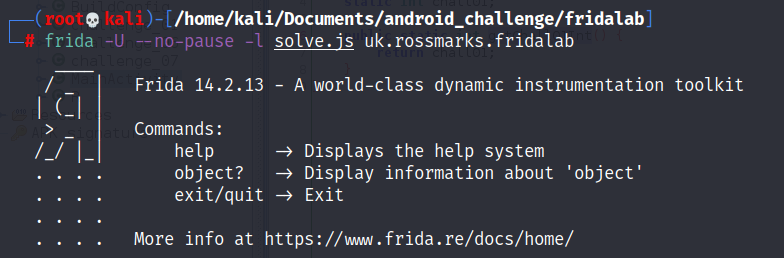 (root💀kali)-[/home/kali/Documents/android_challenge/fridalab]
# frida -U --no-pause -l solve.js uk.rossmarks.fridalab
     ____
    / _  |   Frida 14.2.13 - A world-class dynamic instrumentation toolkit
   | (_| |
    > _  |   Commands:
   /_/ |_|       help      -> Displays the help system
   . . . .       object?   -> Display information about 'object'
   . . . .       exit/quit -> Exit
   . . . .
   . . . .   More info at https://www.frida.re/docs/home/